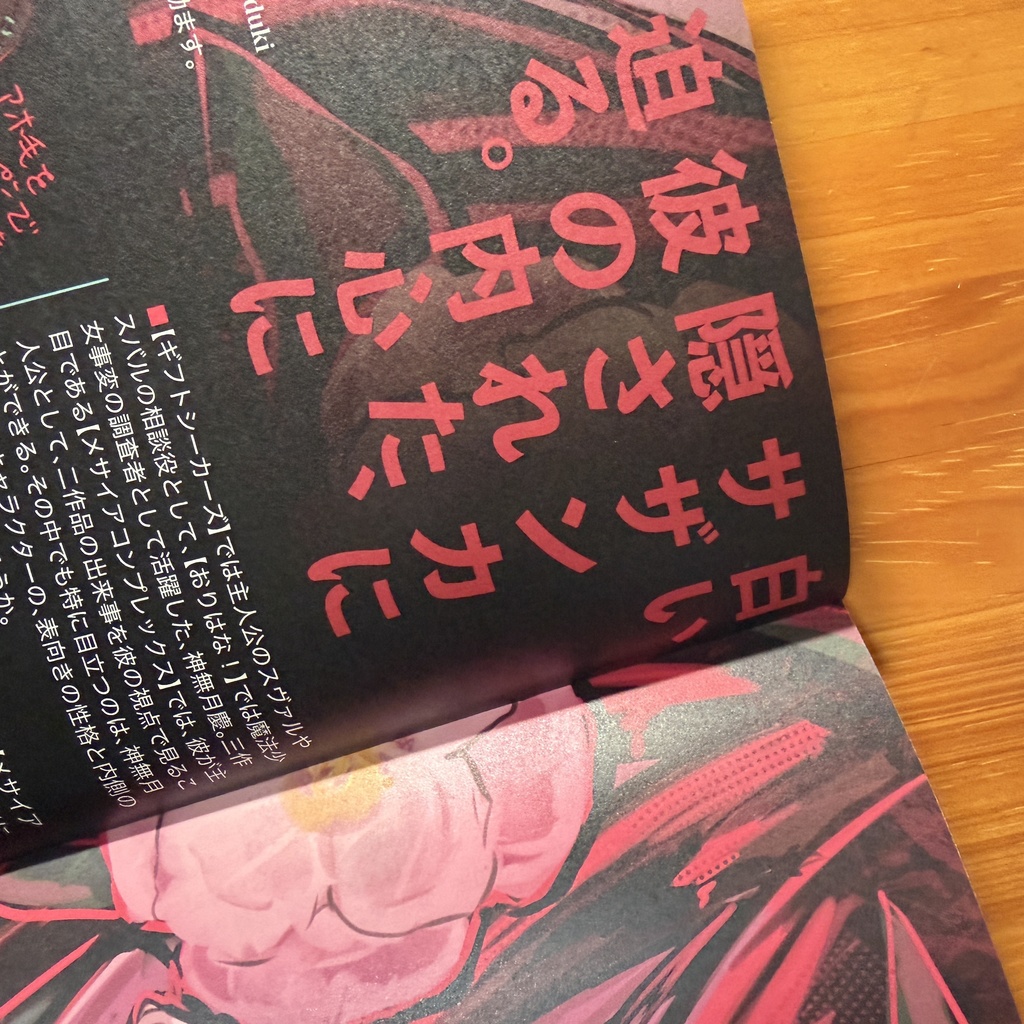 白い
サザンカに
隠された、
彼の内心に
迫る。
duki
ます。
アホ毛を
■【ギフトシーカーズ】では主人公のスヴァルや
スバルの相談役として、【おりはな！】では魔法少
女事変の調査者として活躍した、神無月慶。三作
目である【メサイアコンプレックス】では、彼が主
人公として、二作品の出来事を彼の視点で見るこ
とができる。その中でも特に目立つのは、神無月
キャラクターの、表向きの性格と内側の
うか。
【メサイア